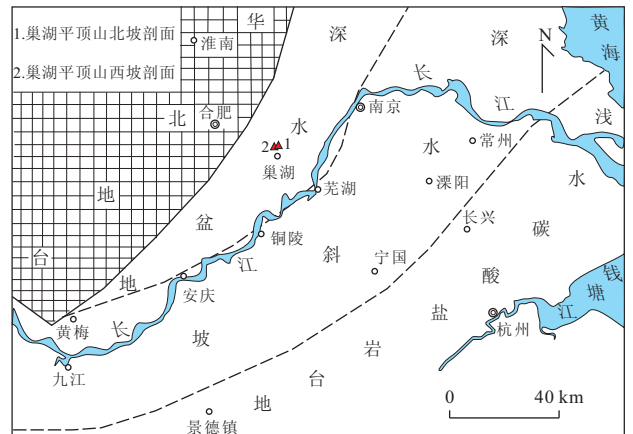 1.巢湖平顶山北坡剖面
2.巢湖平顶山西坡剖面
华北地台
深水盆地
深水斜坡
浅水碳酸盐岩台地
淮南
合肥
2 1
巢湖
南京
常州
溧阳
芜湖
长兴
铜陵
宁国
安庆
黄梅
九江
景德镇
杭州
长江
长江
钱塘江
黄海
N
0 40 km